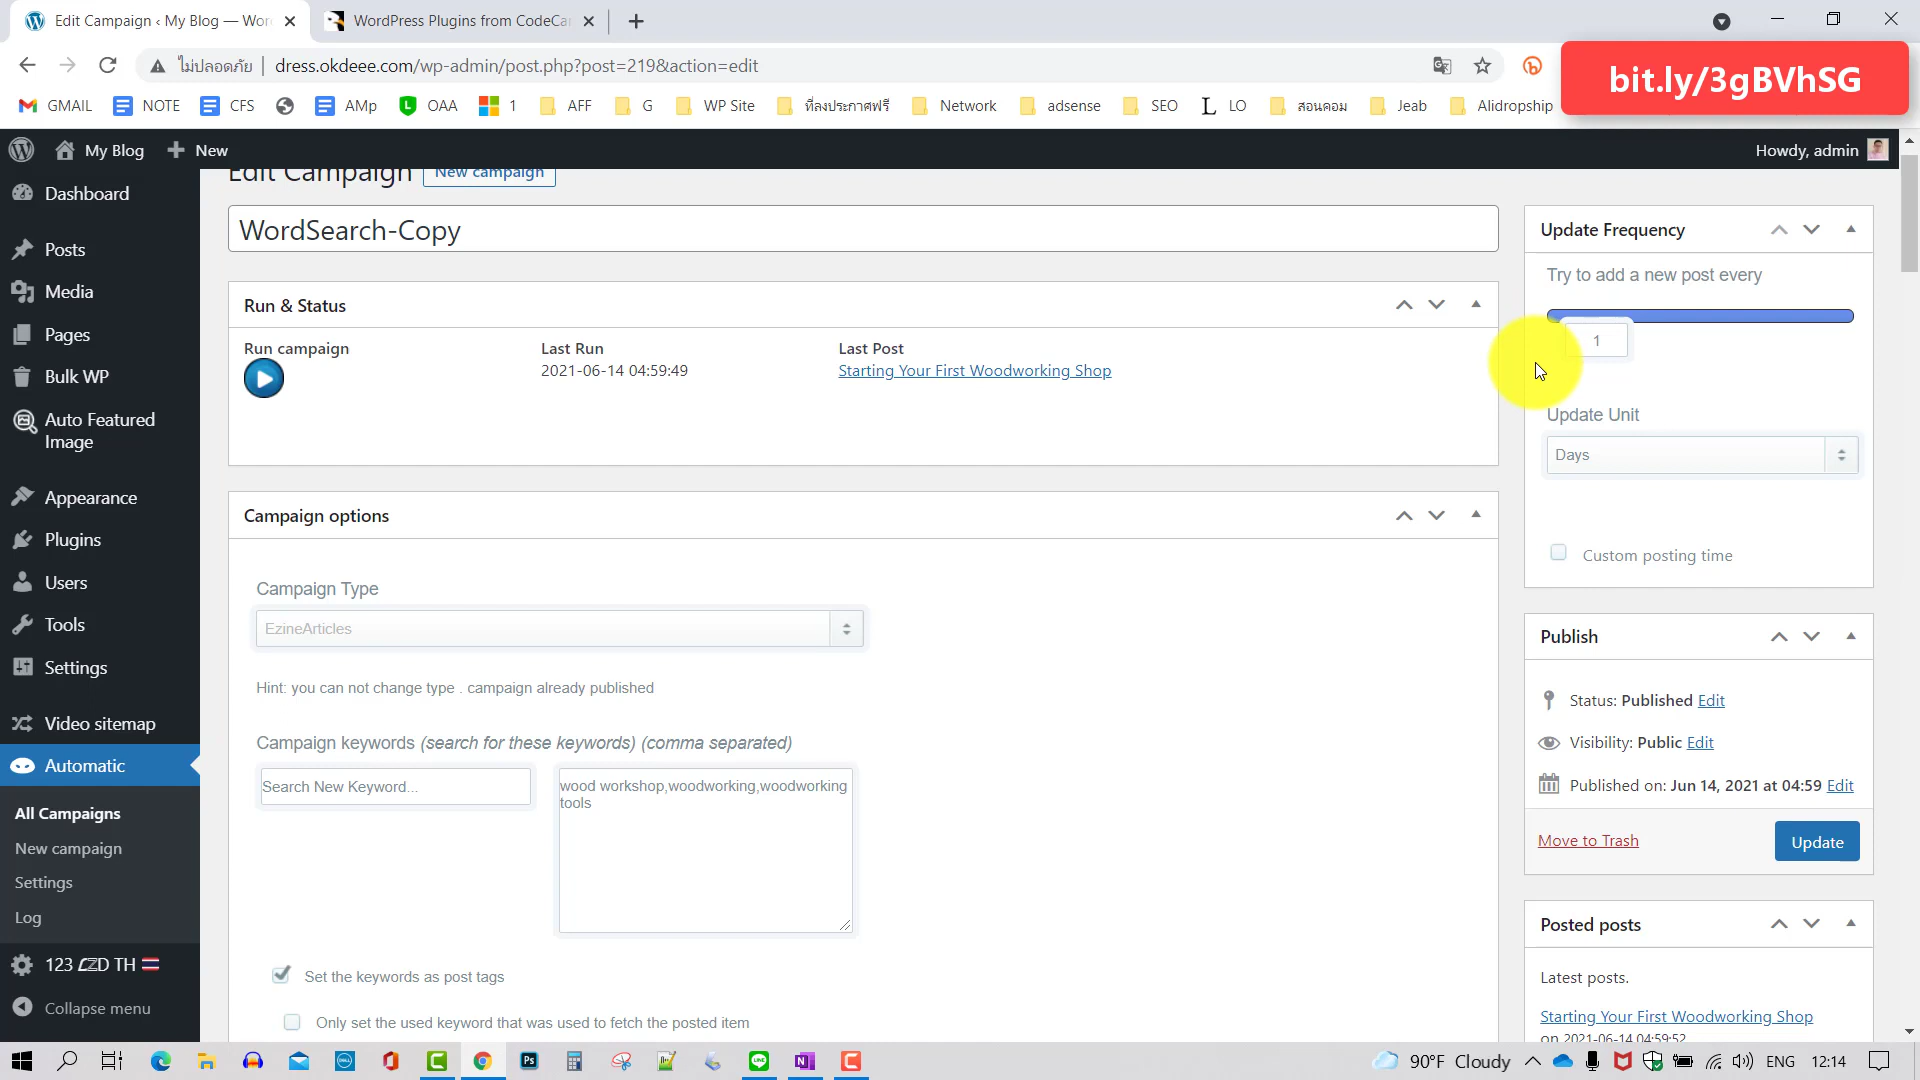 Edit Campaign ‹ My Blog — Wor
WordPress Plugins from CodeCa
ไม่ปลอดภัย
dress.okdeee.com/wp-admin/post.php?post=219&action=edit
bit.ly/3gBVhSG
GMAIL
NOTE
CFS
AMp
OAA
1
AFF
G
WP Site
ที่ลงประกาศฟรี
Network
adsense
SEO
LO
สอนคอม
Jeab
Alidropship
My Blog
New
Howdy, admin
Dashboard
Posts
Media
Pages
Bulk WP
Auto Featured
Image
Appearance
Plugins
Users
Tools
Settings
Video sitemap
Automatic
All Campaigns
New campaign
Settings
Log
123 LZD TH
Collapse menu
Edit Campaign
New campaign
WordSearch-Copy
Run & Status
Run campaign
Last Run
2021-06-14 04:59:49
Last Post
Starting Your First Woodworking Shop
Campaign options
Campaign Type
EzineArticles
Hint: you can not change type . campaign already published
Campaign keywords (search for these keywords) (comma separated)
Search New Keyword...
wood workshop,woodworking,woodworking
tools
Set the keywords as post tags
Only set the used keyword that was used to fetch the posted item
Update Frequency
Try to add a new post every
1
Update Unit
Days
Custom posting time
Publish
Status: Published Edit
Visibility: Public Edit
Published on: Jun 14, 2021 at 04:59 Edit
Move to Trash
Update
Posted posts
Latest posts.
Starting Your First Woodworking Shop
on 2021-06-14 04:59:52
90°F Cloudy
ENG
12:14